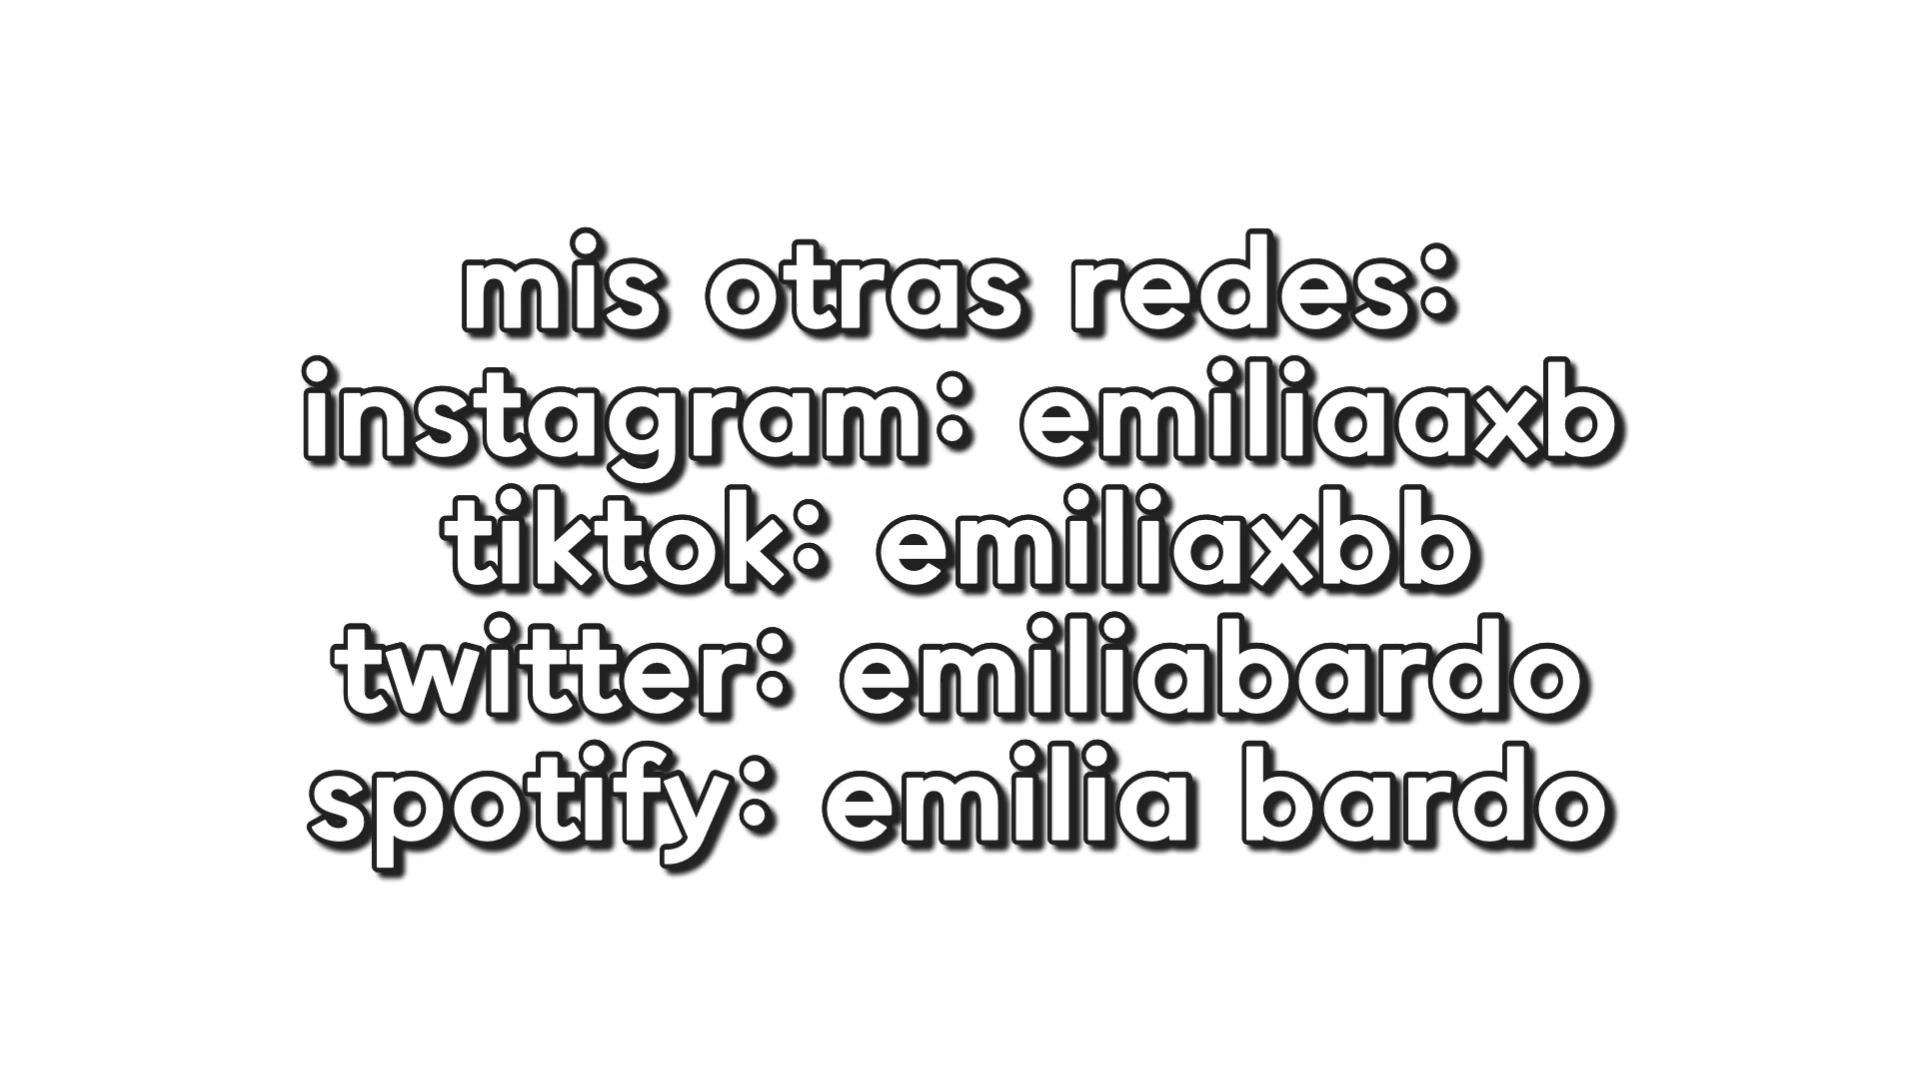 mis otras redes:
instagram: emiliaaxb
tiktok: emiliaxbb
twitter: emiliabardo
spotify: emilia bardo